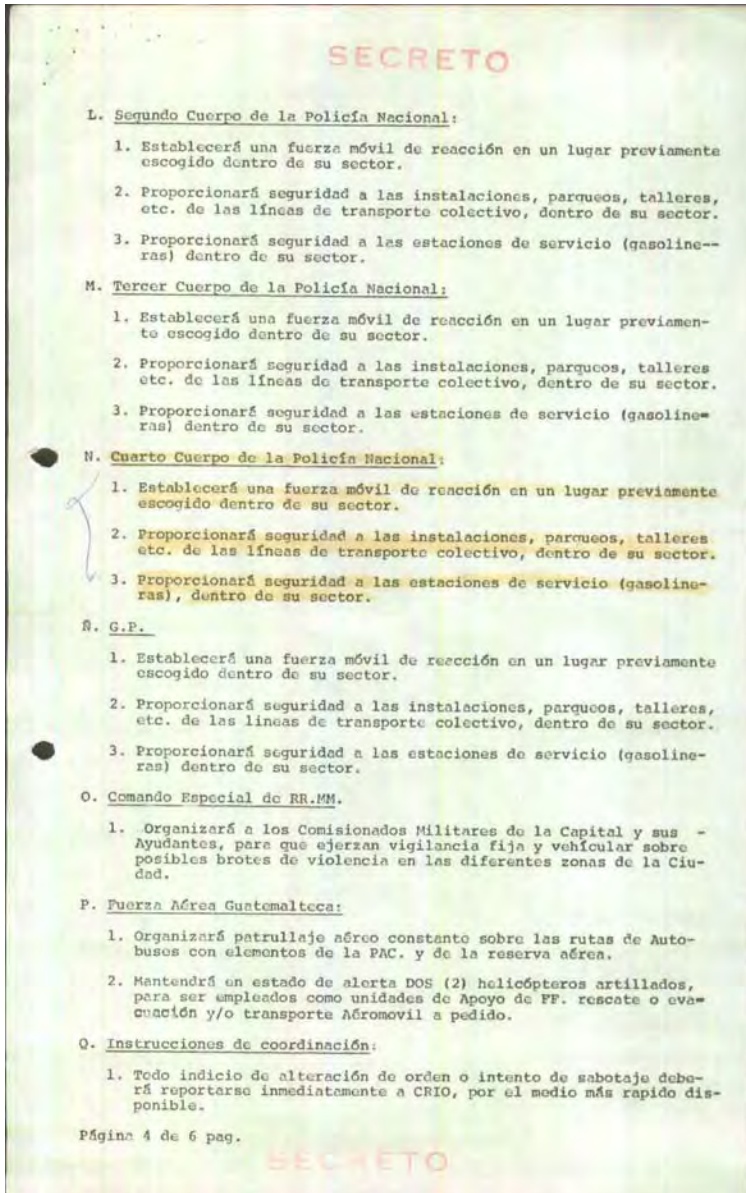 SECRETO
L. Segundo Cuerpo de la Policía Nacional:
1. Establecerá una fuerza móvil de reacción en un lugar previamente
escogido dentro de su sector.
2. Proporcionará seguridad a las instalaciones, parqueos, talleres,
etc. de las líneas de transporte colectivo, dentro de su sector.
3. Proporcionará seguridad a las estaciones de servicio (gasoline--
ras) dentro de su sector.
M. Tercer Cuerpo de la Policía Nacional:
1. Establecerá una fuerza móvil de reacción en un lugar previamen-
te escogido dentro de su sector.
2. Proporcionará seguridad a las instalaciones, parqueos, talleres
etc. de las líneas de transporte colectivo, dentro de su sector.
3. Proporcionará seguridad a las estaciones de servicio (gasoline=
ras) dentro de su sector.
N. Cuarto Cuerpo de la Policía Nacional:
1. Establecerá una fuerza móvil de reacción en un lugar previamente
escogido dentro de su sector.
2. Proporcionará seguridad a las instalaciones, parqueos, talleres
etc. de las líneas de transporte colectivo, dentro de su sector.
3. Proporcionará seguridad a las estaciones de servicio (gasoline-
ras), dentro de su sector.
Ñ. G.P.
1. Establecerá una fuerza móvil de reacción en un lugar previamente
escogido dentro de su sector.
2. Proporcionará seguridad a las instalaciones, parqueos, talleres,
etc. de las lineas de transporte colectivo, dentro de su sector.
3. Proporcionará seguridad a las estaciones de servicio (gasoline-
ras) dentro de su sector.
O. Comando Especial de RR.MM.
1. Organizará a los Comisionados Militares de la Capital y sus -
Ayudantes, para que ejerzan vigilancia fija y vehícular sobre
posibles brotes de violencia en las diferentes zonas de la Ciu-
dad.
P. Fuerza Aérea Guatemalteca:
1. Organizará patrullaje aéreo constante sobre las rutas de Auto-
buses con elementos de la PAC. y de la reserva aérea.
2. Mantendrá en estado de alerta DOS (2) helicópteros artillados,
para ser empleados como unidades de Apoyo de FF. rescate o eva=
cuación y/o transporte Aéromovil a pedido.
Q. Instrucciones de coordinación:
1. Todo indicio de alteración de orden o intento de sabotaje debe-
rá reportarse inmediatamente a CRIO, por el medio más rapido dis-
ponible.
Página 4 de 6 pag.
SECRETO